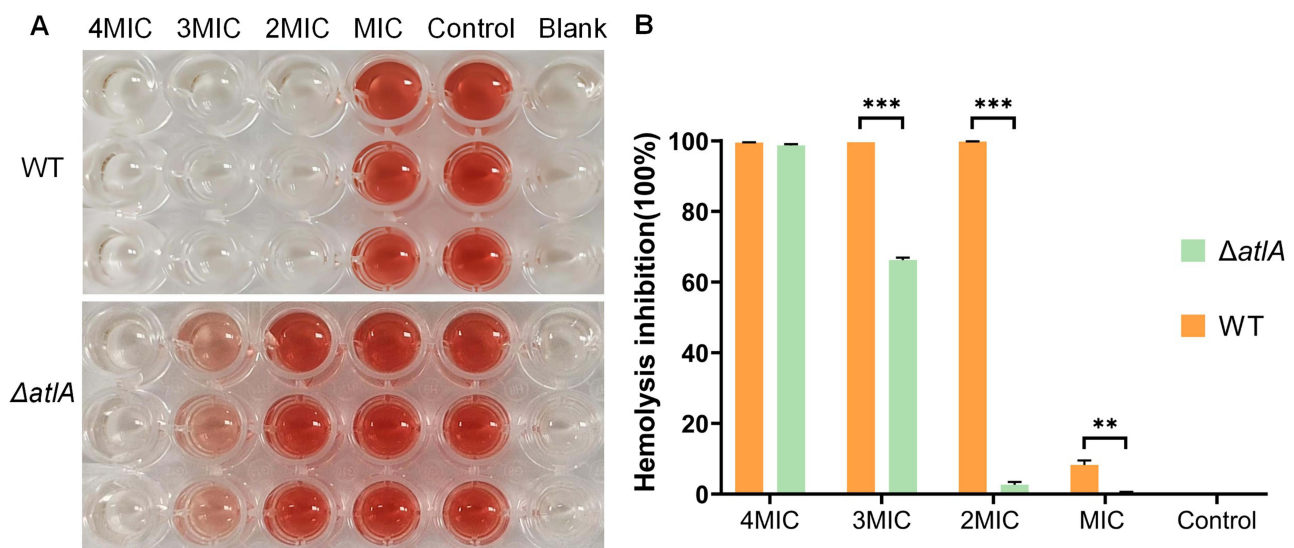 A 4MIC 3MIC 2MIC MIC Control Blank
WT
ΔatlA
B
*** ***
**
Hemolysis inhibition(100%)
100
80
60
40
20
0
4MIC 3MIC 2MIC MIC Control
ΔatlA
WT